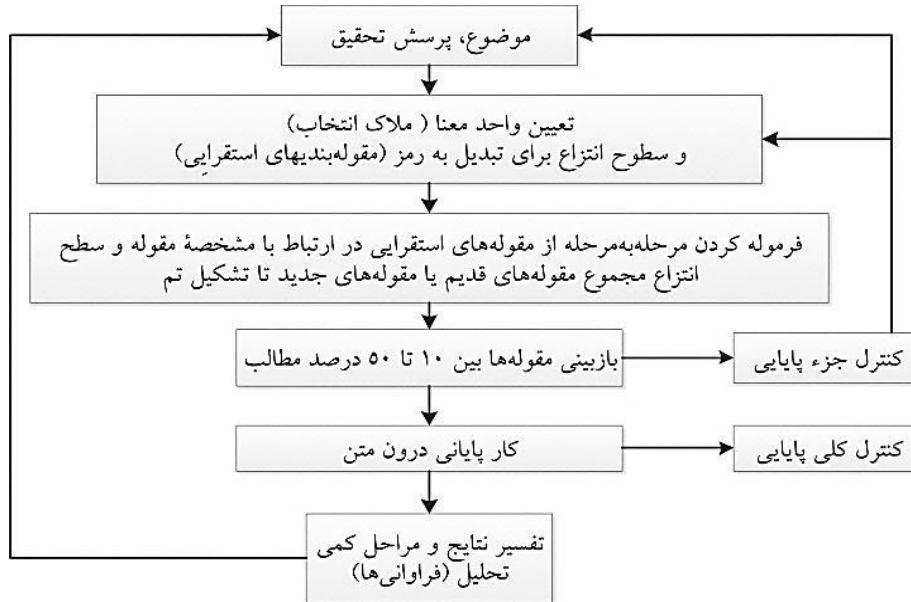 موضوع، پرسش تحقیق
تعیین واحد معنا ( ملاک انتخاب)
و سطوح انتزاع برای تبدیل به رمز (مقوله‌بندیهای استقرایِی)
فرموله کردن مرحله‌به‌مرحله از مقوله‌های استقرایی در ارتباط با مشخصهٔ مقوله و سطح
انتزاع مجموع مقوله‌های قدیم یا مقوله‌های جدید تا تشکیل تم
بازبینی مقوله‌ها بین ۱۰ تا ۵۰ درصد مطالب
کنترل جزء پایایی
کار پایانی درون متن
کنترل کلی پایایی
تفسیر نتایج و مراحل کمی
تحلیل (فراوانی‌ها)